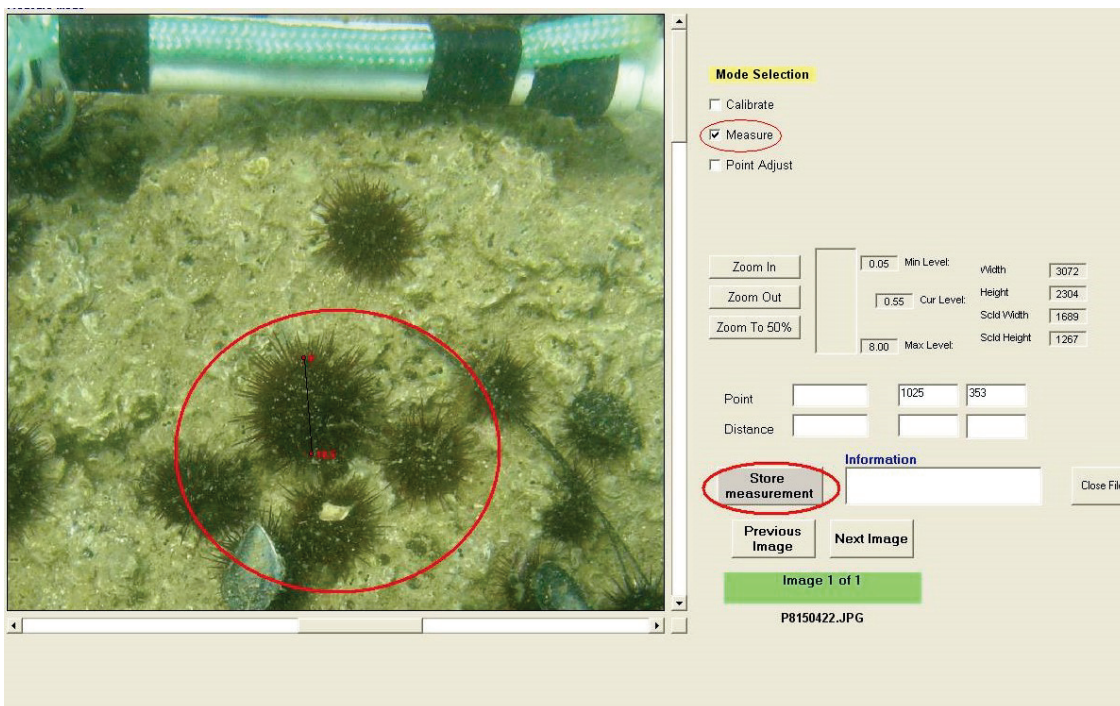 Mode Selection
Calibrate
Measure
Point Adjust
Zoom In
Zoom Out
Zoom To 50%
0.05 Min Level:
0.55 Cur Level:
8.00 Max Level:
Width 3072
Height 2304
Scld Width 1689
Scld Height 1267
Point 1025 353
Distance
Information
Store
measurement
Close File
Previous
Image
Next Image
Image 1 of 1
P8150422.JPG